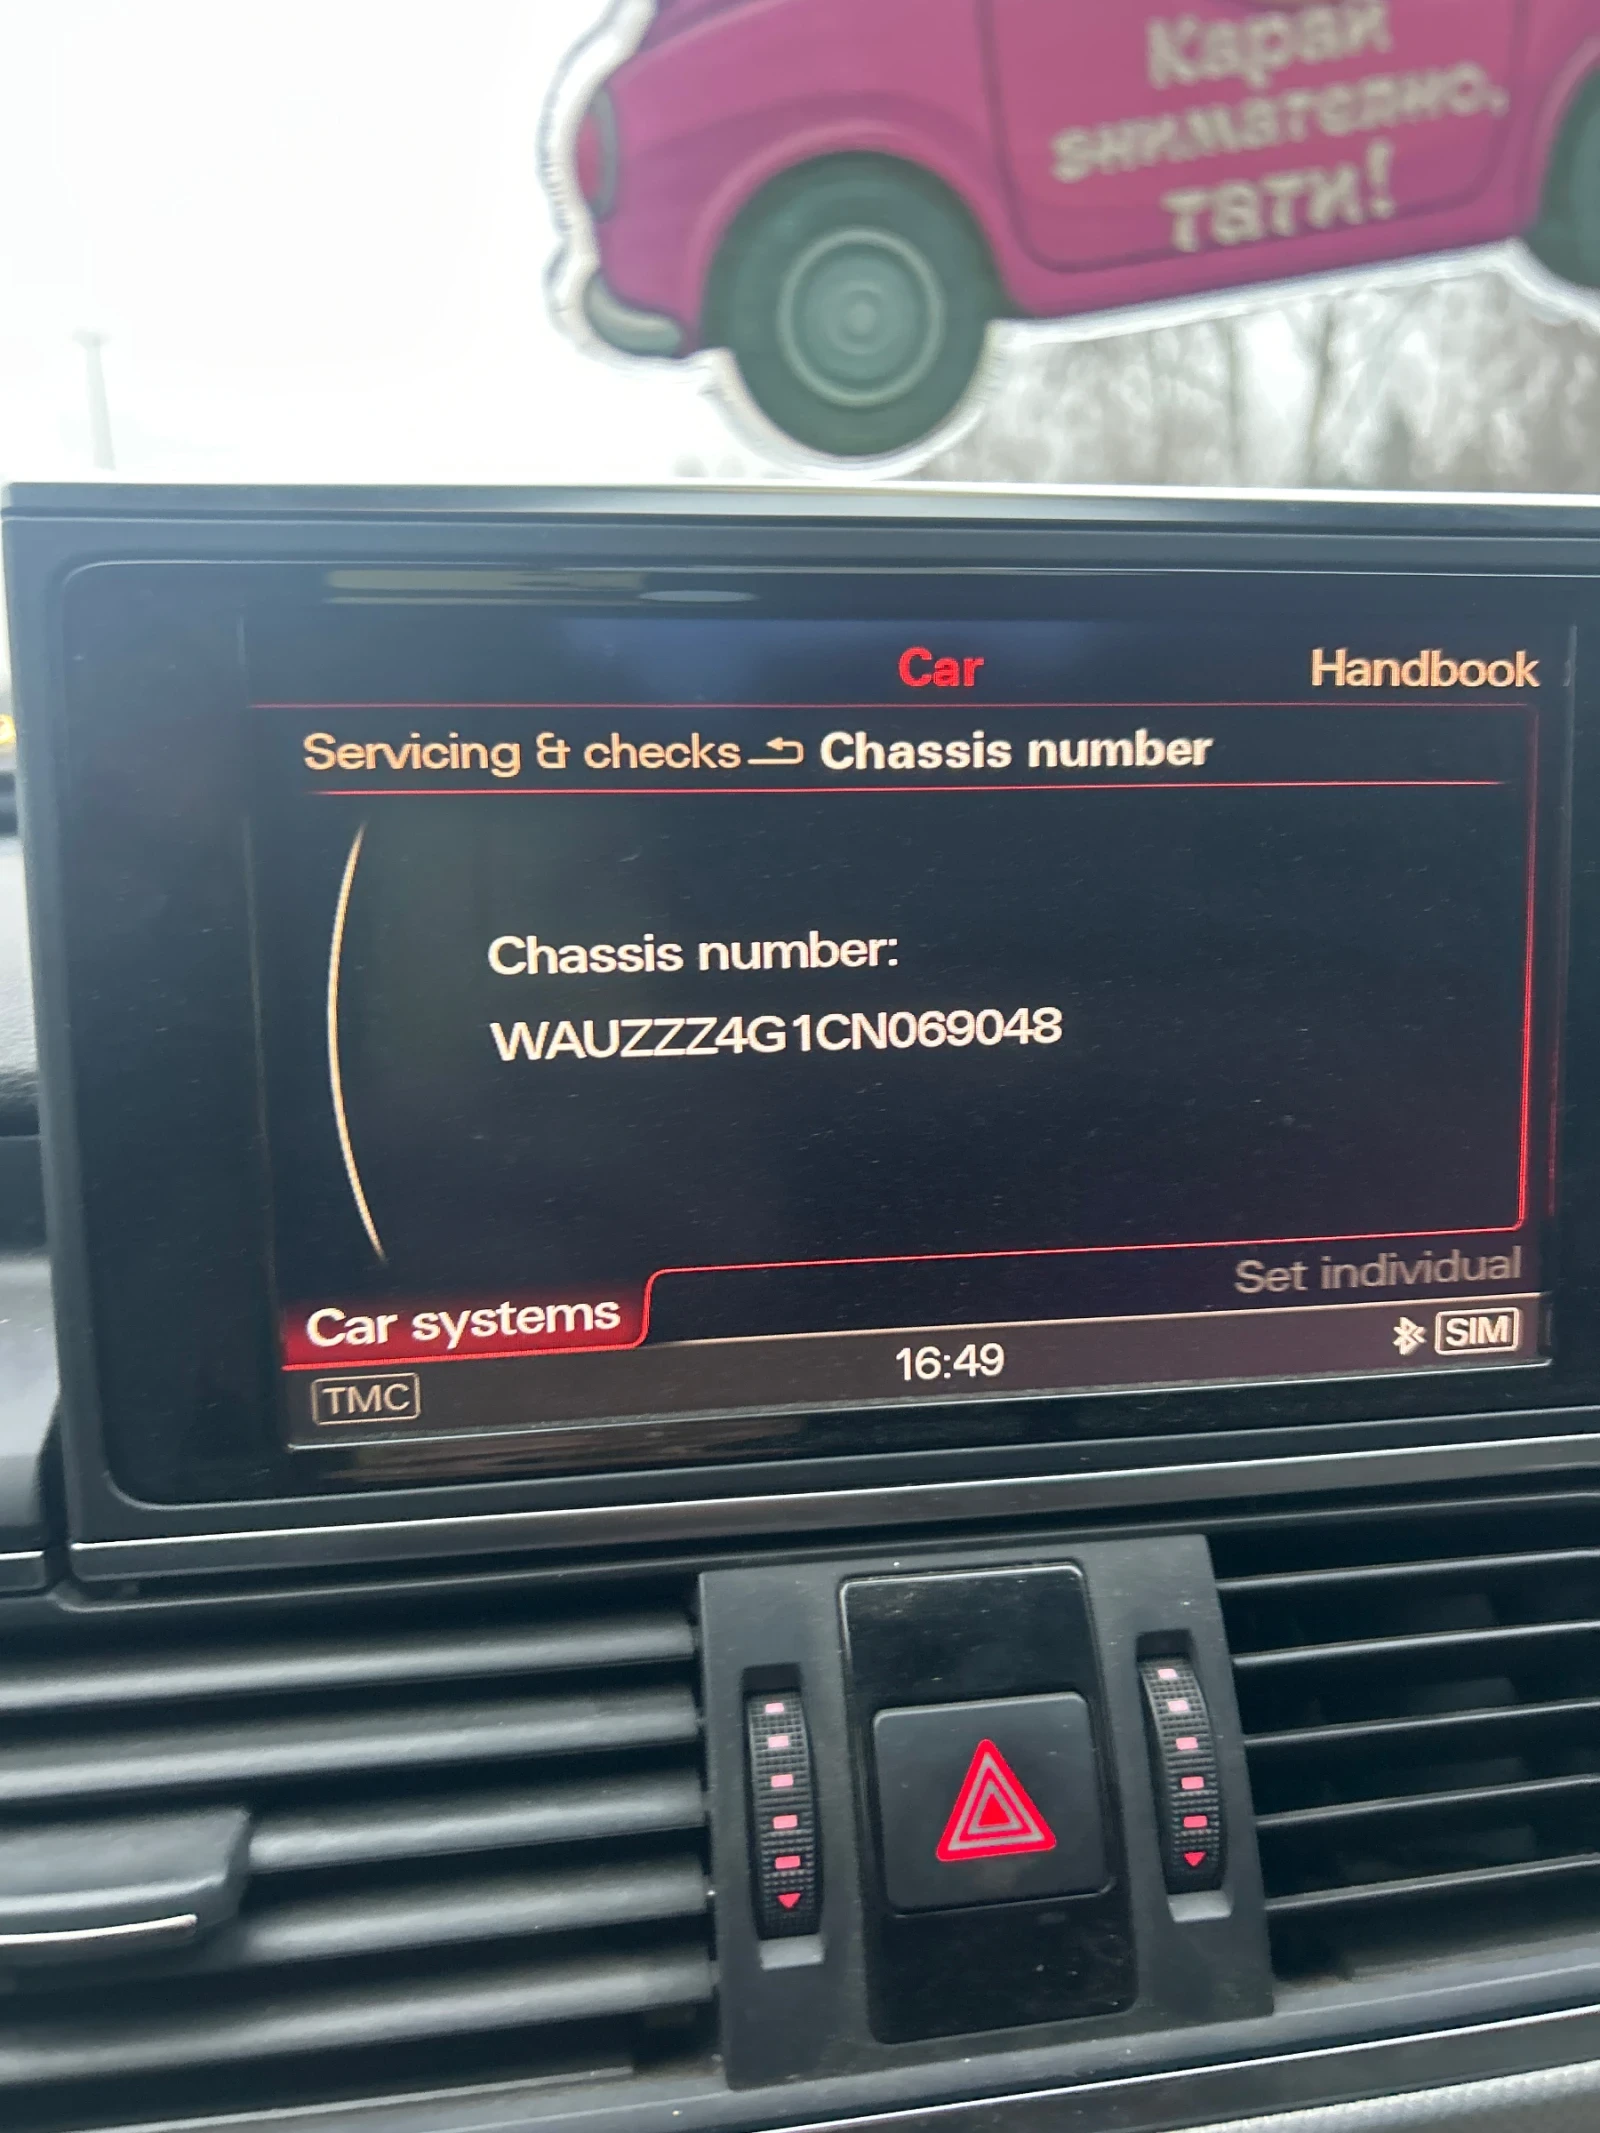 Карай
внимателно,
тати!
Car
Handbook
Servicing & checks Chassis number
Chassis number:
WAUZZZ4G1CN069048
Set individual
Car systems
16:49
SIM
TMC